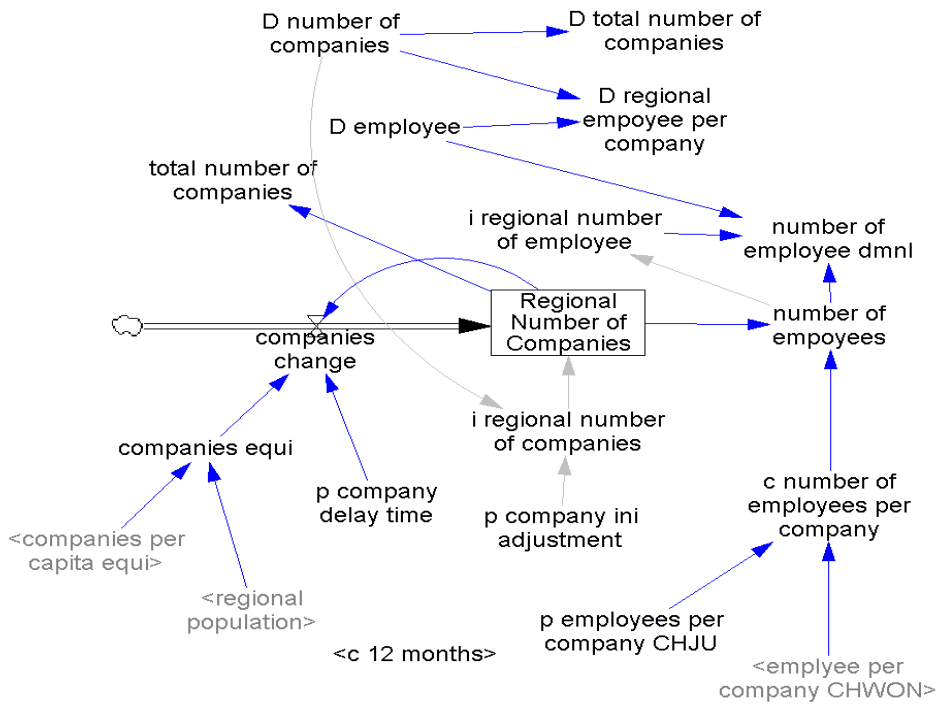 D number of
companies
D total number of
companies
D regional
empoyee per
company
D employee
total number of
companies
i regional number
of employee
number of
employee dmnl
Regional
Number of
Companies
number of
empoyees
companies
change
i regional number
of companies
companies equi
p company
delay time
p company ini
adjustment
c number of
employees per
company
<companies per
capita equi>
<regional
population>
<c 12 months>
p employees per
company CHJU
<emplyee per
company CHWON>